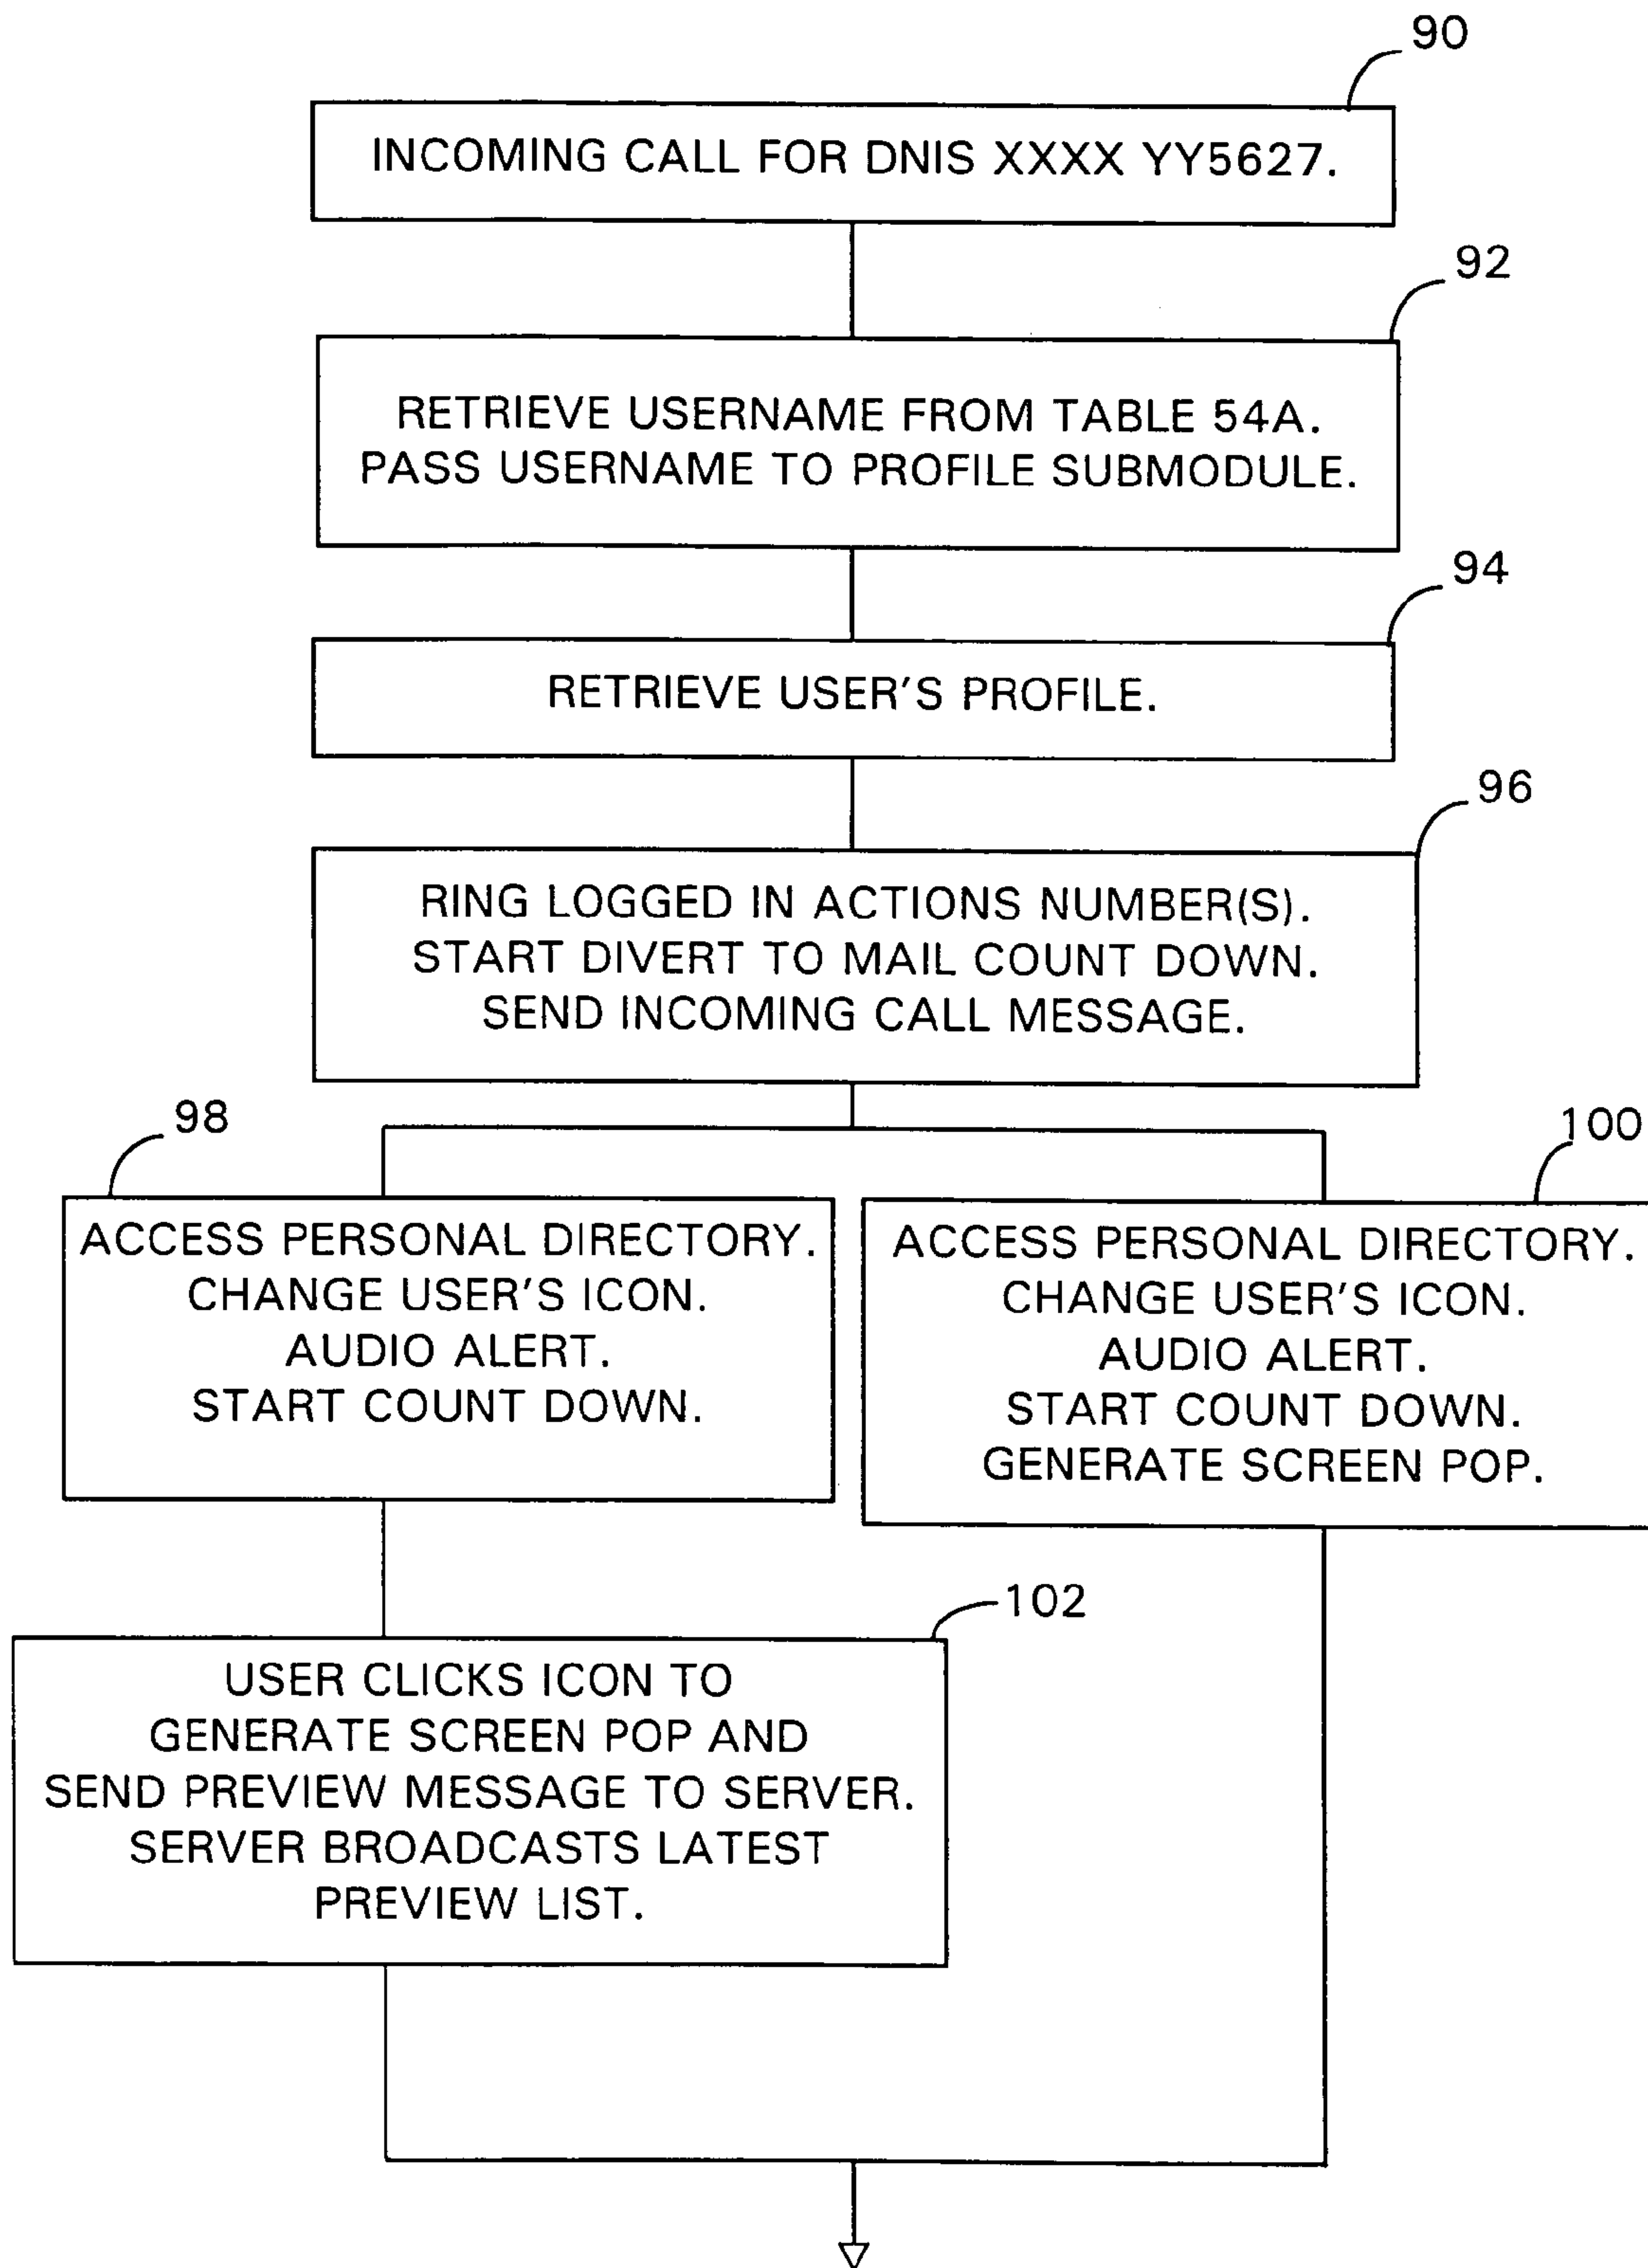 90
INCOMING CALL FOR DNIS XXXX YY5627.
92
RETRIEVE USERNAME FROM TABLE 54A.
PASS USERNAME TO PROFILE SUBMODULE.
94
RETRIEVE USER'S PROFILE.
96
RING LOGGED IN ACTIONS NUMBER(S).
START DIVERT TO MAIL COUNT DOWN.
SEND INCOMING CALL MESSAGE.
98
ACCESS PERSONAL DIRECTORY.
CHANGE USER'S ICON.
AUDIO ALERT.
START COUNT DOWN.
100
ACCESS PERSONAL DIRECTORY.
CHANGE USER'S ICON.
AUDIO ALERT.
START COUNT DOWN.
GENERATE SCREEN POP.
102
USER CLICKS ICON TO
GENERATE SCREEN POP AND
SEND PREVIEW MESSAGE TO SERVER.
SERVER BROADCASTS LATEST
PREVIEW LIST.